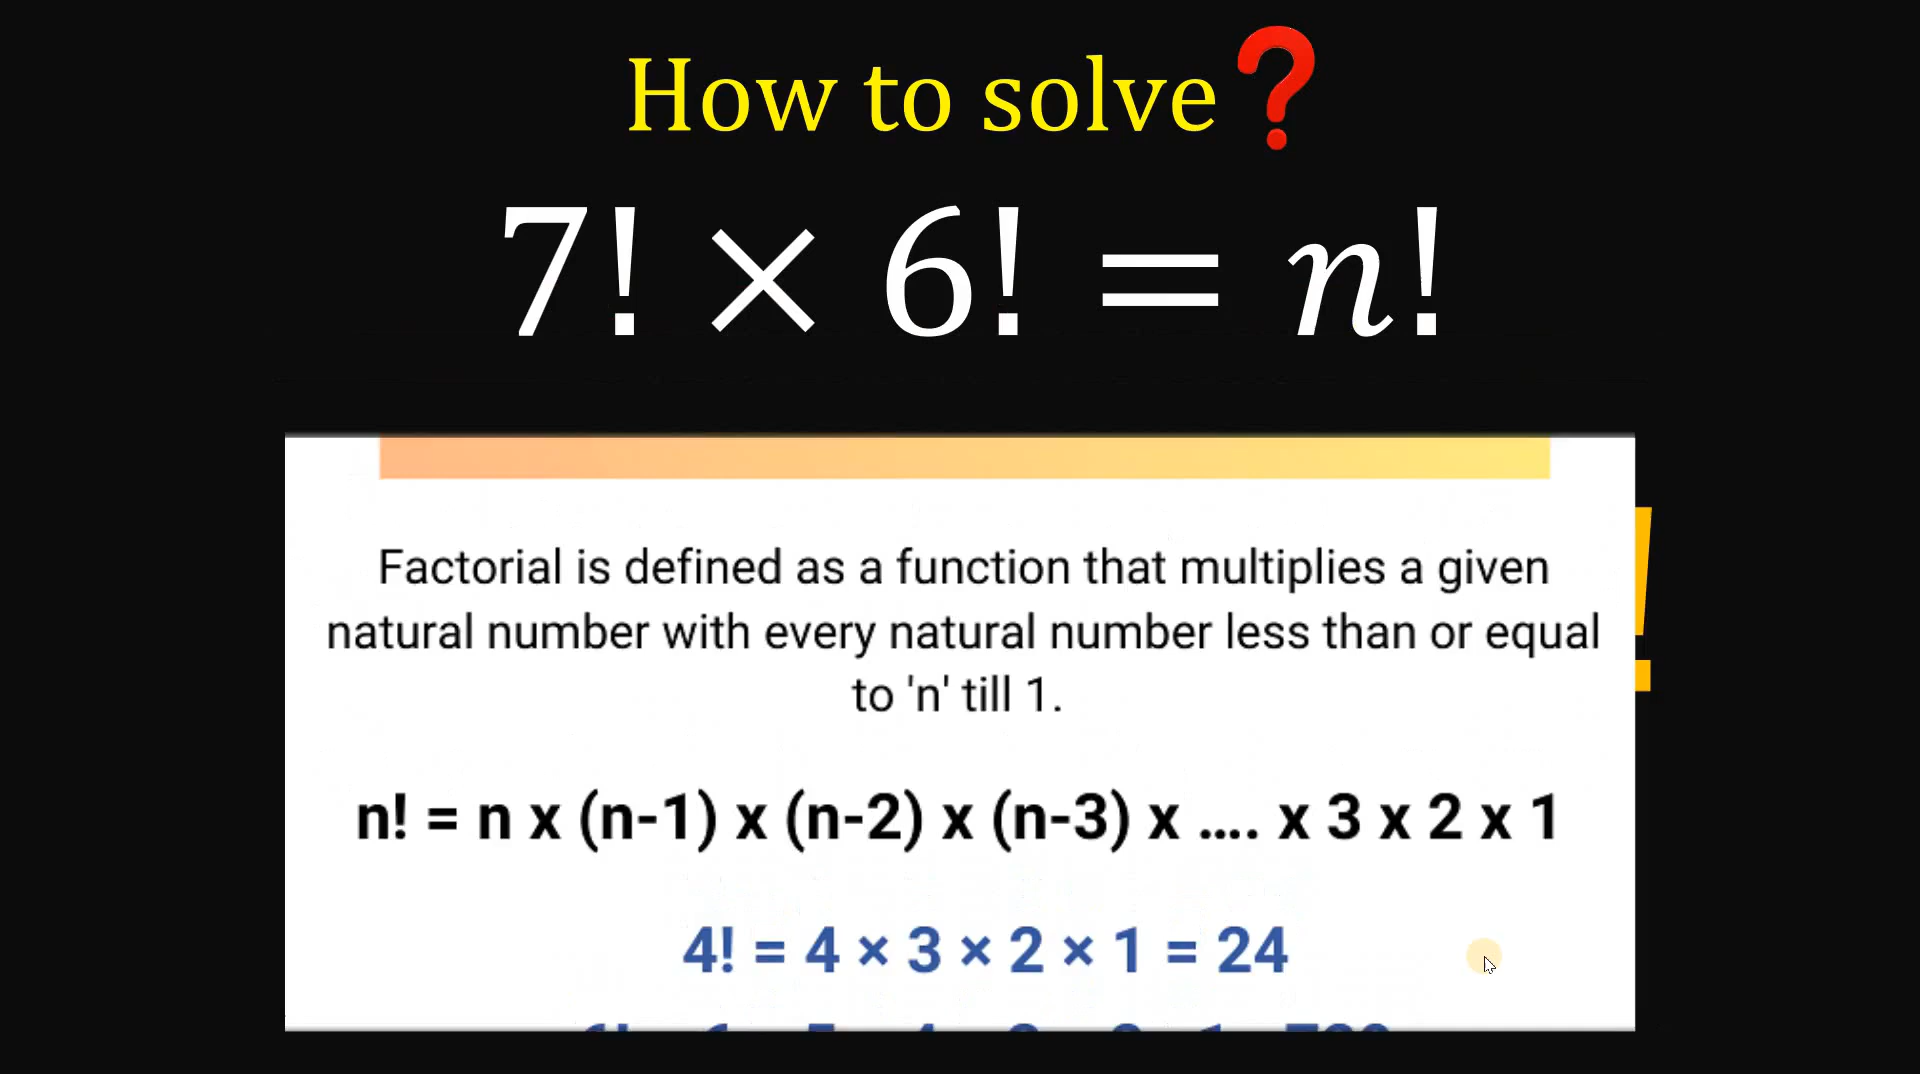 How to solve❓
7! × 6! = n!
Factorial is defined as a function that multiplies a given
natural number with every natural number less than or equal
to 'n' till 1.
n! = n x (n-1) x (n-2) x (n-3) x .... x 3 x 2 x 1
4! = 4 × 3 × 2 × 1 = 24
!